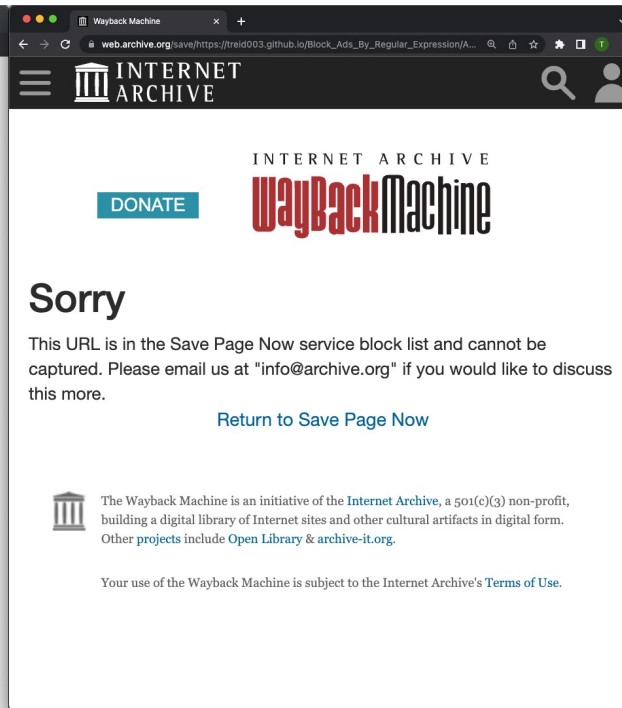 Wayback Machine
web.archive.org/save/https://treid003.github.io/Block_Ads_By_Regular_Expression/A...
T
INTERNET
ARCHIVE
INTERNET ARCHIVE
DONATE
WayBackMachine
Sorry
This URL is in the Save Page Now service block list and cannot be
captured. Please email us at "info@archive.org" if you would like to discuss
this more.
Return to Save Page Now
The Wayback Machine is an initiative of the Internet Archive, a 501(c)(3) non-profit,
building a digital library of Internet sites and other cultural artifacts in digital form.
Other projects include Open Library & archive-it.org.
Your use of the Wayback Machine is subject to the Internet Archive's Terms of Use.